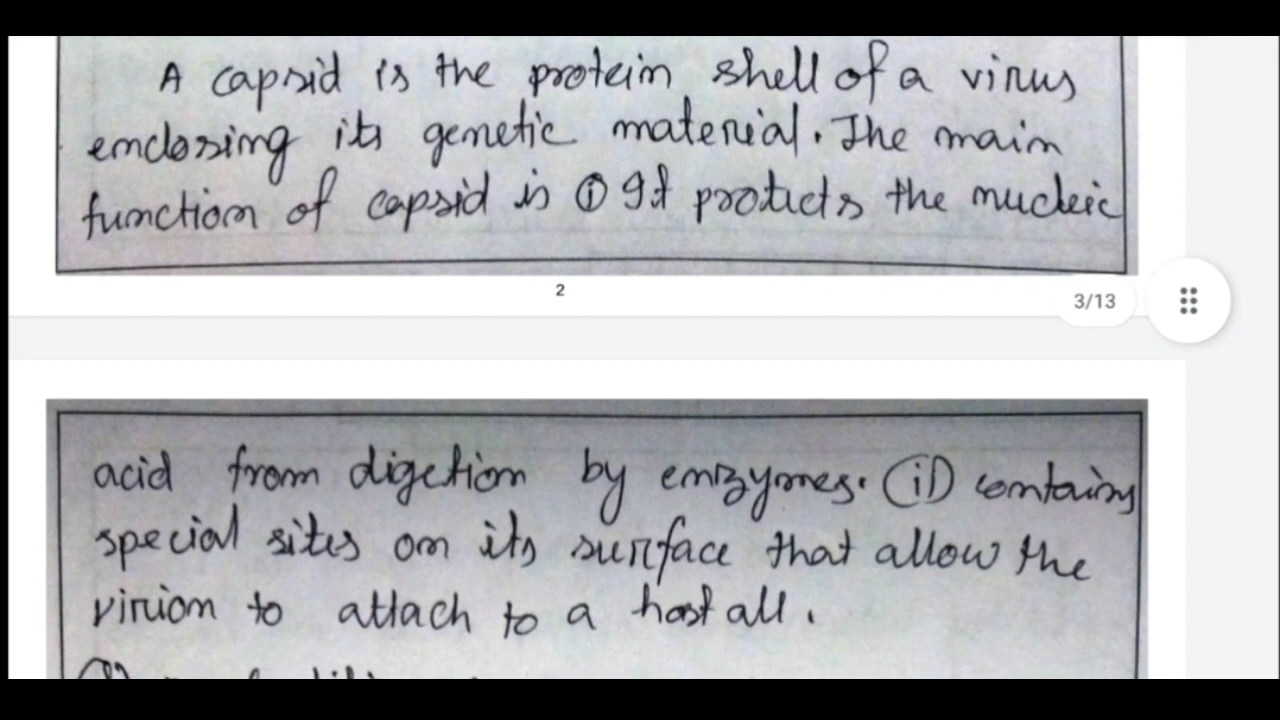 A capsid is the protein shell of a virus
enclosing its genetic material. The main
function of capsid is (i) It protects the nucleic
2
3/13
acid from digetion by enzymes. (ii) contains
special sites on its surface that allow the
virion to attach to a host all.